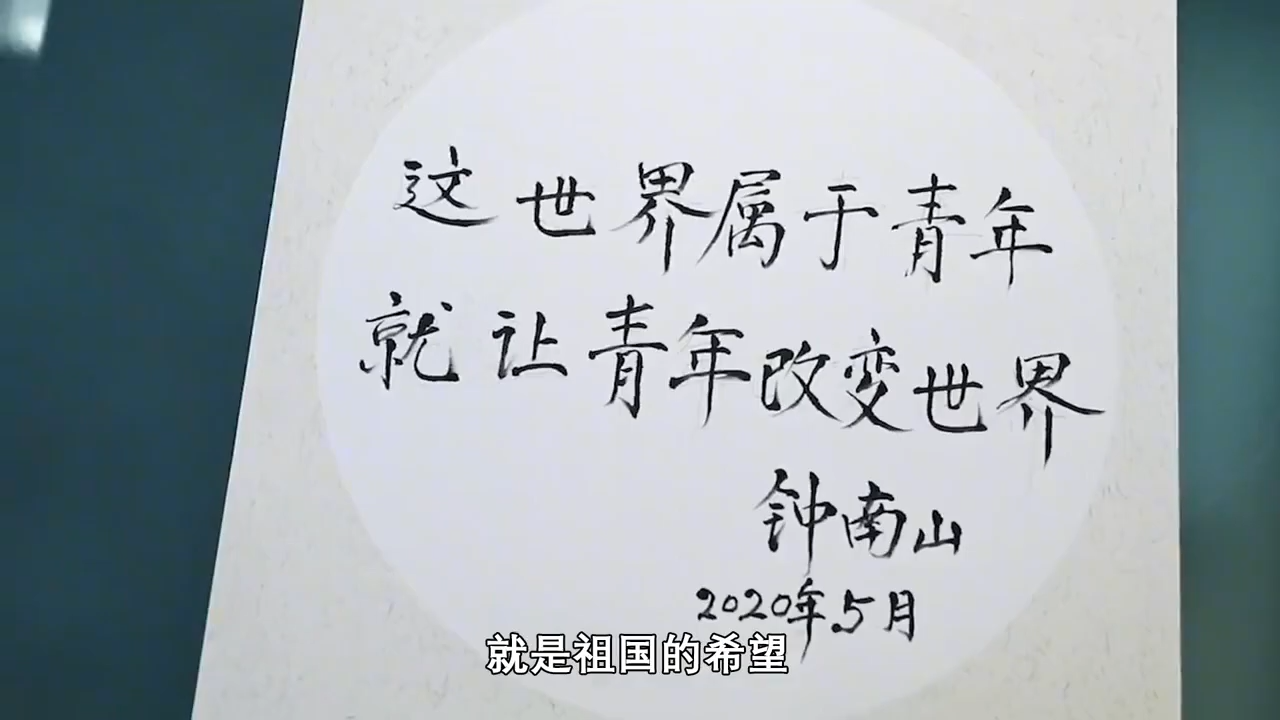 这世界属于青年
就让青年改变世界
钟南山
2020年5月
就是祖国的希望